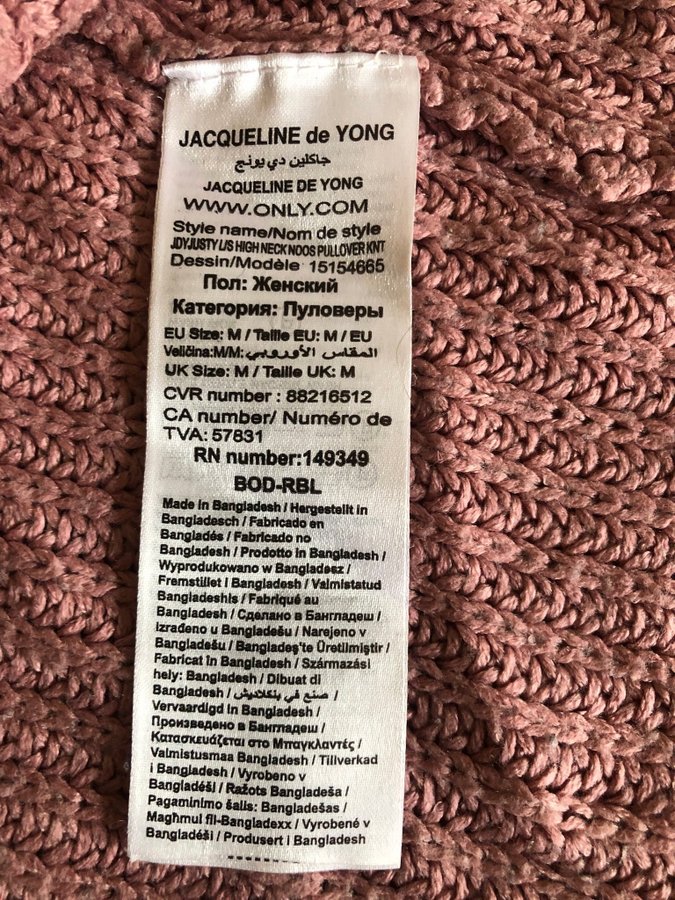 JACQUELINE de YONG
جاكلين دي يونج
JACQUELINE DE YONG
WWW.ONLY.COM
Style name/Nom de style
JDYJUSTY L/S HIGH NECK NOOS PULLOVER KNT
Dessin/Modèle 15154665
Пол: Женский
Категория: Пуловеры
EU Size: M / Taille EU: M / EU
Veličina:M/M: المقاس الأوروبي
UK Size: M / Taille UK: M
CVR number : 88216512
CA number/ Numéro de
TVA: 57831
RN number:149349
BOD-RBL
Made in Bangladesh / Hergestellt in
Bangladesch / Fabricado en
Bangladés / Fabricado no
Bangladesh / Prodotto in Bangladesh /
Wyprodukowano w Bangladesz /
Fremstillet i Bangladesh / Valmistatud
Bangladeshis / Fabriqué au
Bangladesh / Сделано в Бангладеш /
Izrađeno u Bangladešu / Narejeno v
Bangladešu / Bangladeş'te Üretilmiştir /
Fabricat în Bangladesh / Származási
hely: Bangladesh / Dibuat di
Bangladesh / صنع في بنكلاديش /
Vervaardigd in Bangladesh /
Произведено в Бангладеш /
Κατασκευάζεται στο Μπαγκλαντές /
Valmistusmaa Bangladesh / Tillverkad
i Bangladesh / Vyrobeno v
Bangladéši / Ražots Bangladeša /
Pagaminimo šalis: Bangladešas /
Magħmul fil-Bangladexx / Vyrobené v
Bangladéši / Produsert i Bangladesh